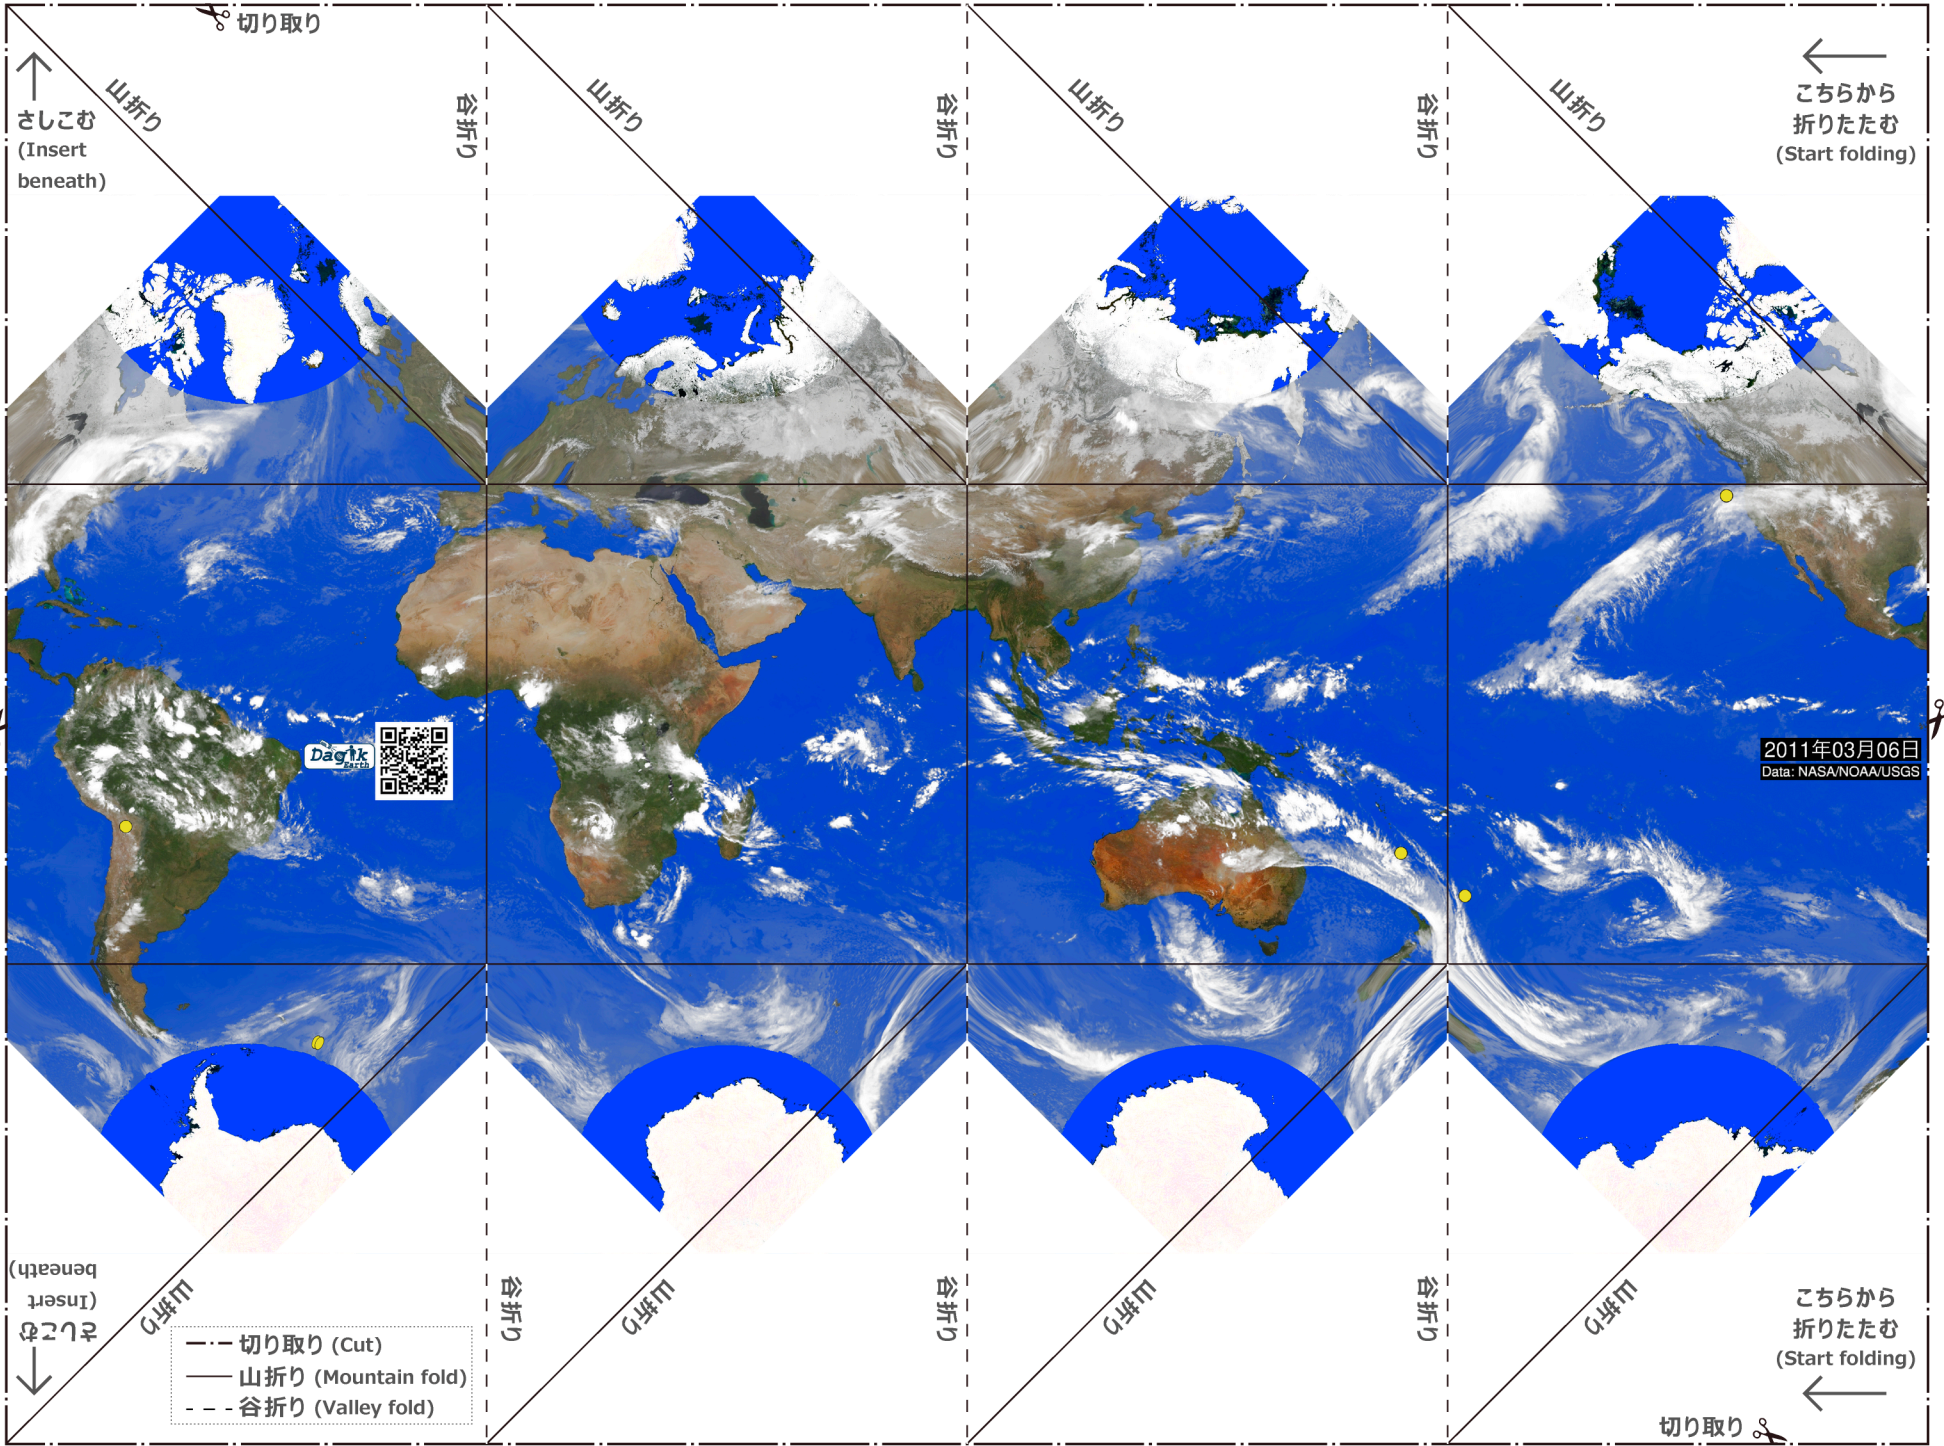 切り取り
山折り
谷折り
山折り
谷折り
山折り
谷折り
山折り
さしこむ
(Insert
beneath)
こちらから
折りたたむ
(Start folding)
Dagik
Earth
2011年03月06日
Data: NASA/NOAA/USGS
さしこむ
(Insert
beneath)
山折り
谷折り
山折り
谷折り
山折り
谷折り
山折り
こちらから
折りたたむ
(Start folding)
切り取り (Cut)
山折り (Mountain fold)
谷折り (Valley fold)
切り取り